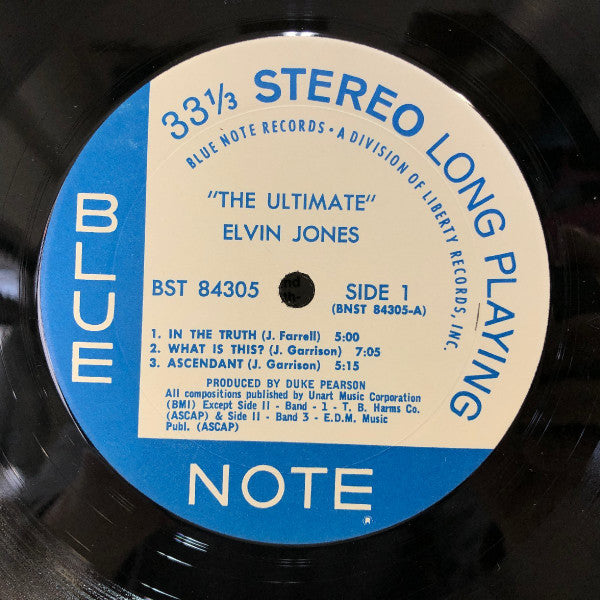 33⅓ STEREO LONG PLAYING
BLUE NOTE RECORDS • A DIVISION OF LIBERTY RECORDS, INC.
"THE ULTIMATE"
ELVIN JONES
BST 84305
SIDE 1
(BNST 84305-A)
1. IN THE TRUTH (J. Farrell) 5:00
2. WHAT IS THIS? (J. Garrison) 7:05
3. ASCENDANT (J. Garrison) 5:15
PRODUCED BY DUKE PEARSON
All compositions published by Unart Music Corporation
(BMI) Except Side II - Band - 1 - T. B. Harms Co.
(ASCAP) & Side II - Band 3 - E.D.M. Music
Publ. (ASCAP)
BLUE
NOTE
®